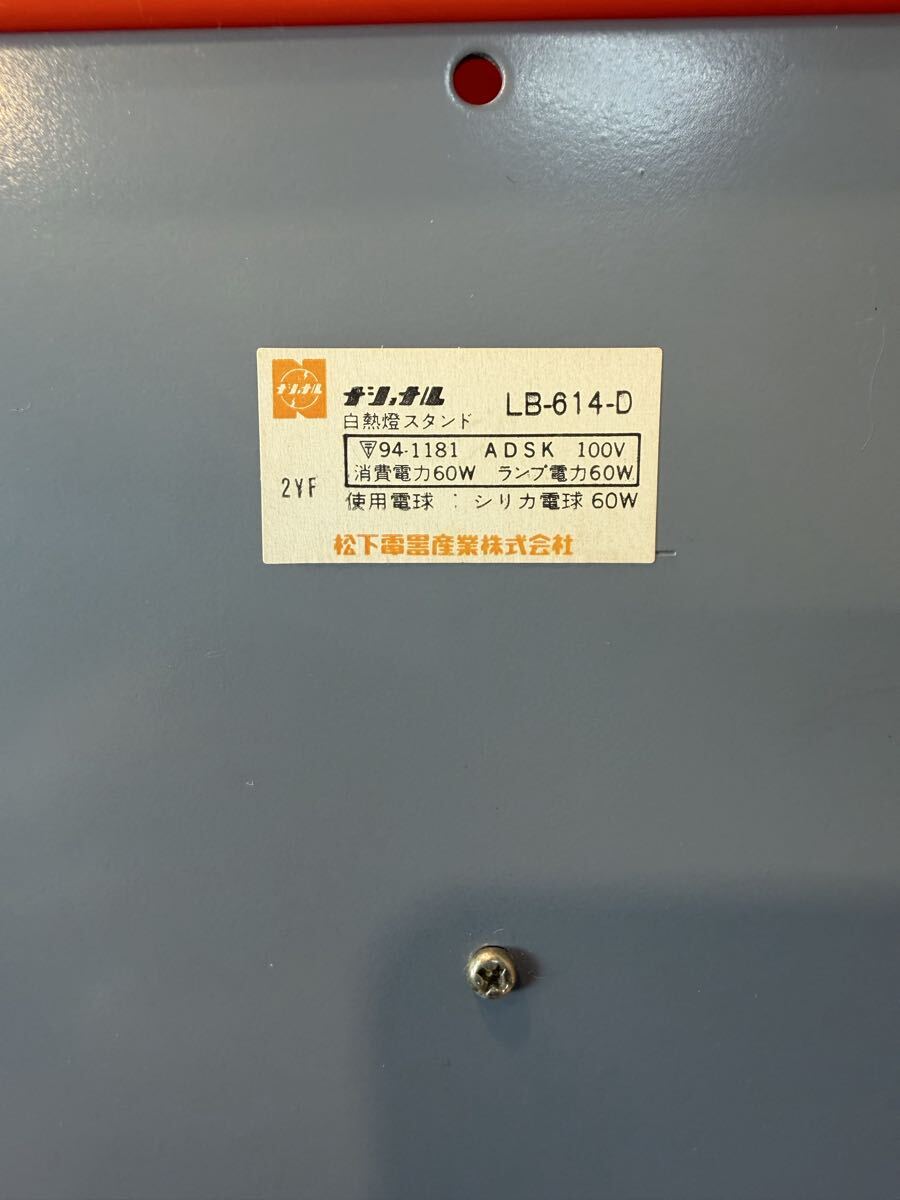 ナショナル
ナショナル LB-614-D
白熱燈スタンド
〒94-1181 ADSK 100V
消費電力60W ランプ電力60W
2YF
使用電球:シリカ電球60W
松下電器産業株式会社